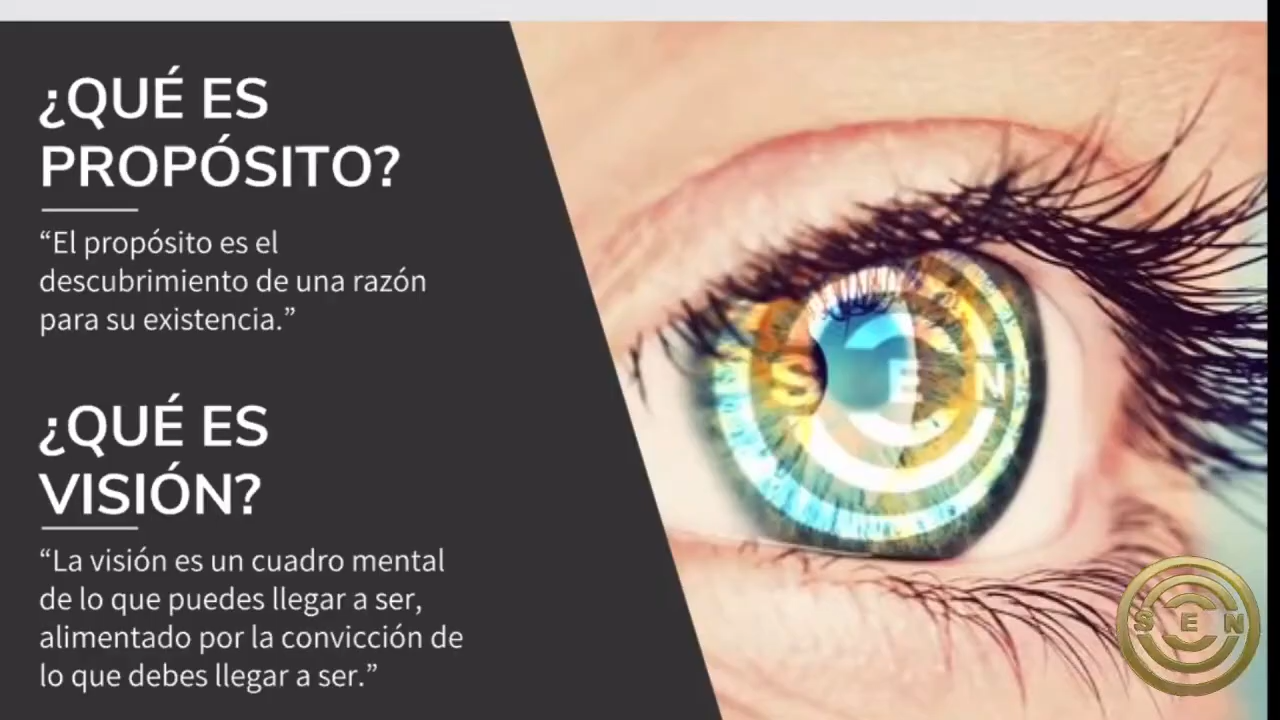 ¿QUÉ ES
PROPÓSITO?
“El propósito es el
descubrimiento de una razón
para su existencia.”
¿QUÉ ES
VISIÓN?
“La visión es un cuadro mental
de lo que puedes llegar a ser,
alimentado por la convicción de
lo que debes llegar a ser.”
S E N
S E N